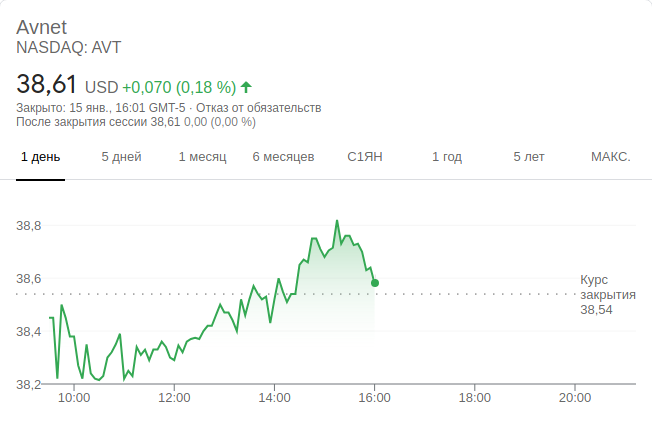 Avnet
NASDAQ: AVT
38,61 USD +0,070 (0,18 %) ↑
Закрыто: 15 янв., 16:01 GMT-5 · Отказ от обязательств
После закрытия сессии 38,61 0,00 (0,00 %)
1 день 5 дней 1 месяц 6 месяцев С1ЯН 1 год 5 лет МАКС.
38,8
38,6
Курс
закрытия
38,54
38,4
38,2
10:00 12:00 14:00 16:00 18:00 20:00